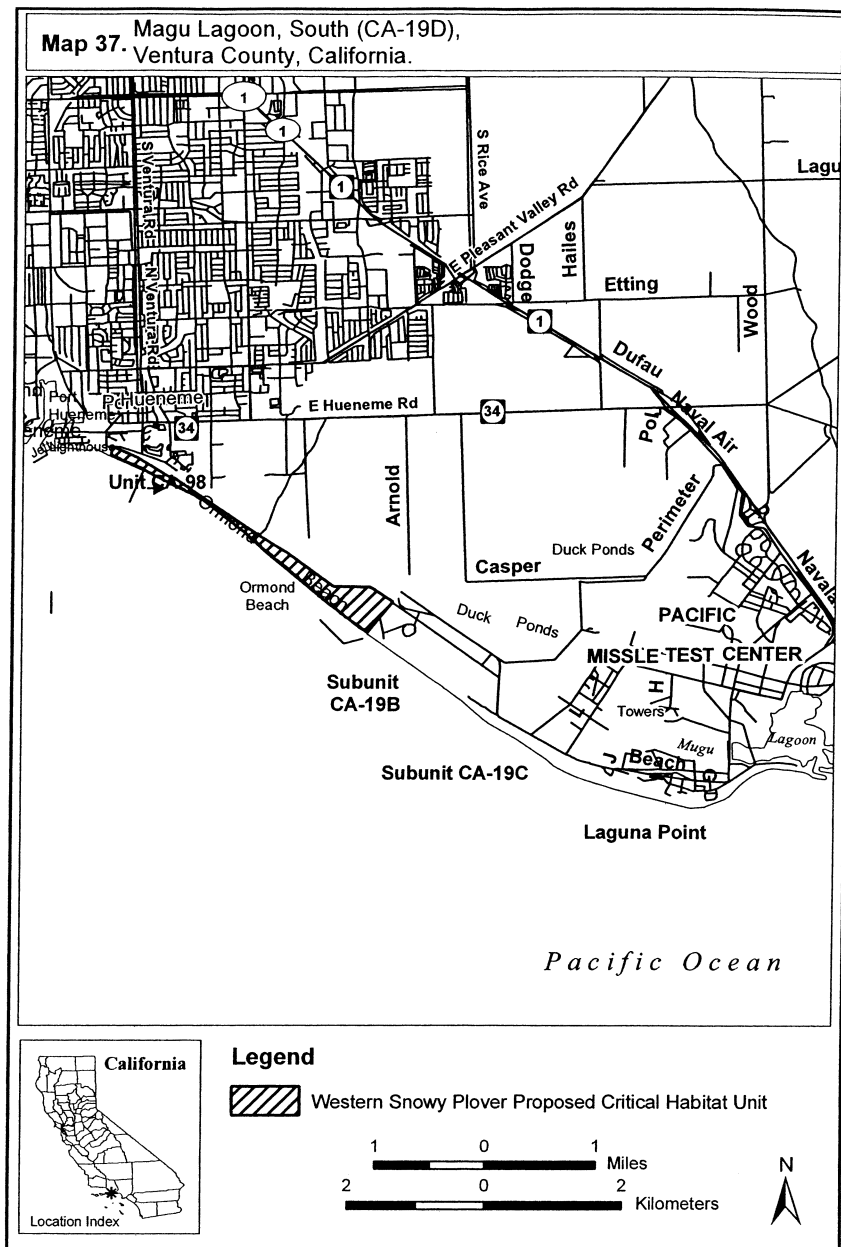 Map 37. Magu Lagoon, South (CA-19D),
Ventura County, California.
1
1
1
S Ventura Rd
N Ventura Rd
S Rice Ave
E Pleasant Valley Rd
Lagu
Dodge
Hailes
Etting
Wood
1
Dufau
Port
Hueneme
Hueneme
E Hueneme Rd
34
34
Naval Air
Pol
Unit CA-98
Ormond
Beach
Arnold
Perimeter
Casper
Duck Ponds
Navala
Ormond
Beach
Duck Ponds
PACIFIC
MISSLE TEST CENTER
Subunit
CA-19B
H
L
Towers
Mugu Lagoon
J
Beach
G
D
Subunit CA-19C
Laguna Point
Pacific Ocean
California
Location Index
Legend
Western Snowy Plover Proposed Critical Habitat Unit
1 0 1
Miles
2 0 2
Kilometers
N